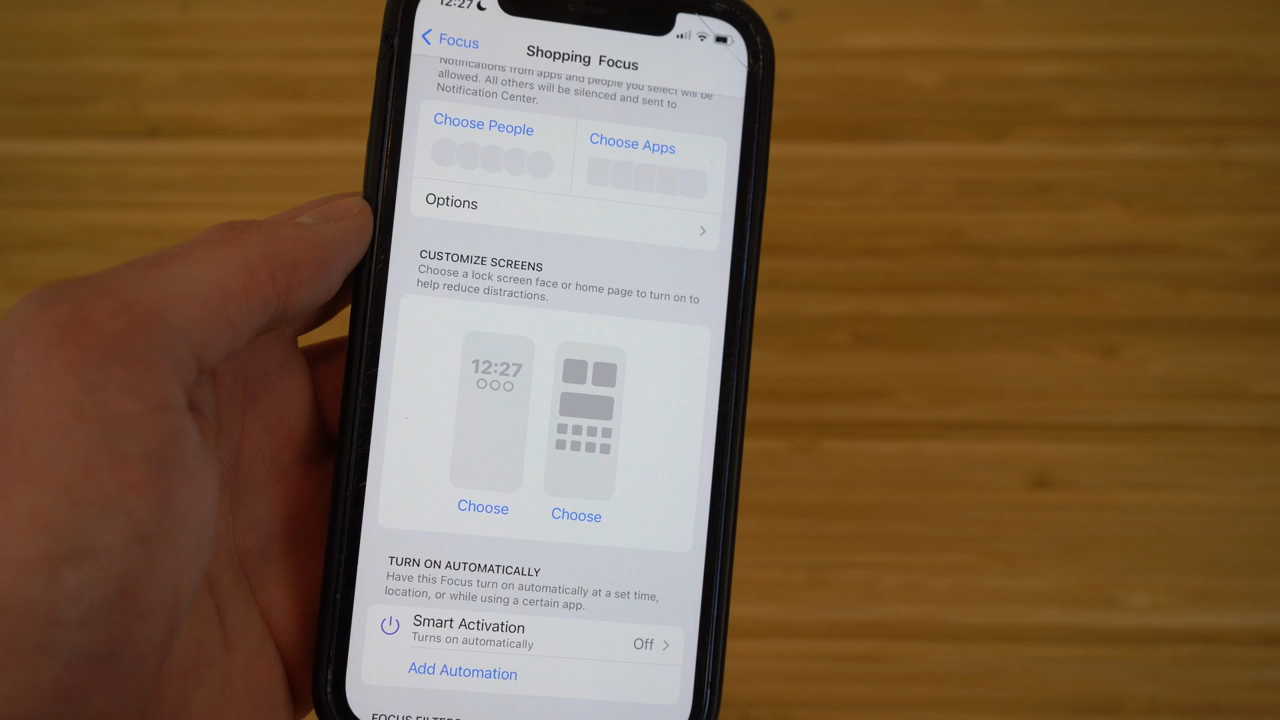 12:27
Focus
Shopping Focus
Notifications from apps and people you select will be
allowed. All others will be silenced and sent to
Notification Center.
Choose People
Choose Apps
Options
CUSTOMIZE SCREENS
Choose a lock screen face or home page to turn on to
help reduce distractions.
12:27
Choose
Choose
TURN ON AUTOMATICALLY
Have this Focus turn on automatically at a set time,
location, or while using a certain app.
Smart Activation
Turns on automatically
Off
Add Automation
FOCUS FILTERS